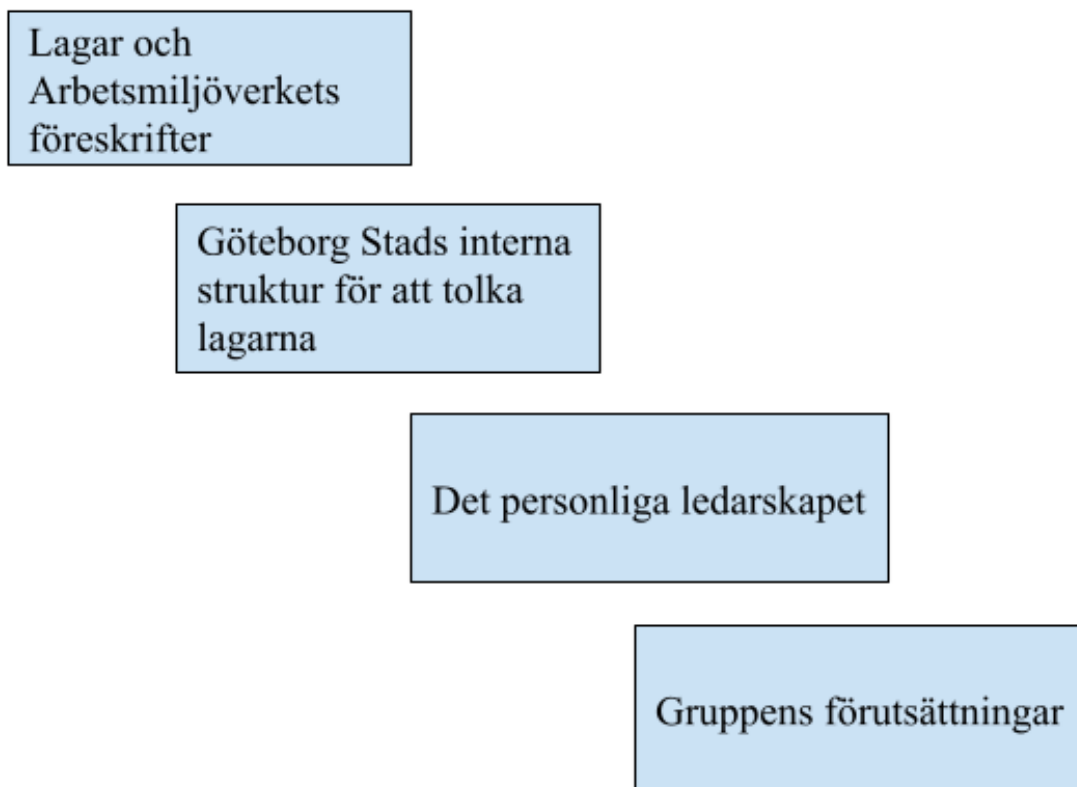 Lagar och
Arbetsmiljöverkets
föreskrifter
Göteborg Stads interna
struktur för att tolka
lagarna
Det personliga ledarskapet
Gruppens förutsättningar